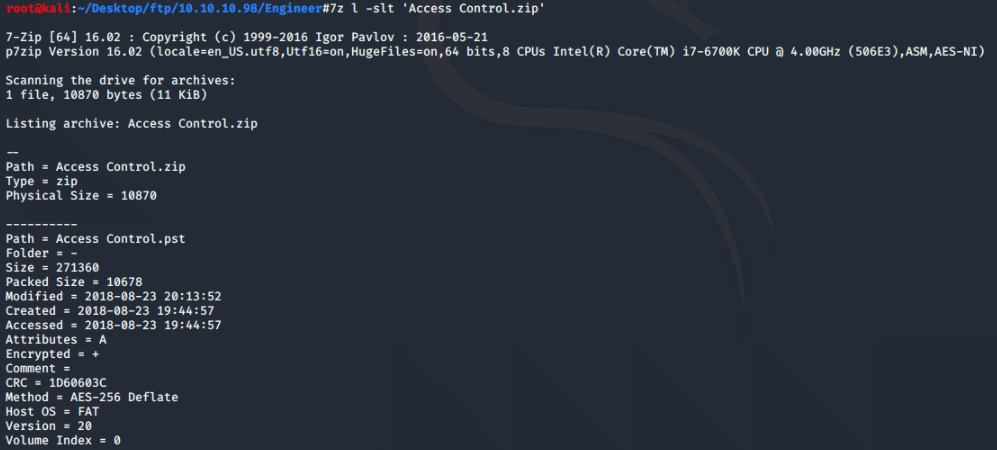 root@kali:~/Desktop/ftp/10.10.10.98/Engineer#7z l -slt 'Access Control.zip'
7-Zip [64] 16.02 : Copyright (c) 1999-2016 Igor Pavlov : 2016-05-21
p7zip Version 16.02 (locale=en_US.utf8,Utf16=on,HugeFiles=on,64 bits,8 CPUs Intel(R) Core(TM) i7-6700K CPU @ 4.00GHz (506E3),ASM,AES-NI)
Scanning the drive for archives:
1 file, 10870 bytes (11 KiB)
Listing archive: Access Control.zip
--
Path = Access Control.zip
Type = zip
Physical Size = 10870
----------
Path = Access Control.pst
Folder = -
Size = 271360
Packed Size = 10678
Modified = 2018-08-23 20:13:52
Created = 2018-08-23 19:44:57
Accessed = 2018-08-23 19:44:57
Attributes = A
Encrypted = +
Comment =
CRC = 1D60603C
Method = AES-256 Deflate
Host OS = FAT
Version = 20
Volume Index = 0